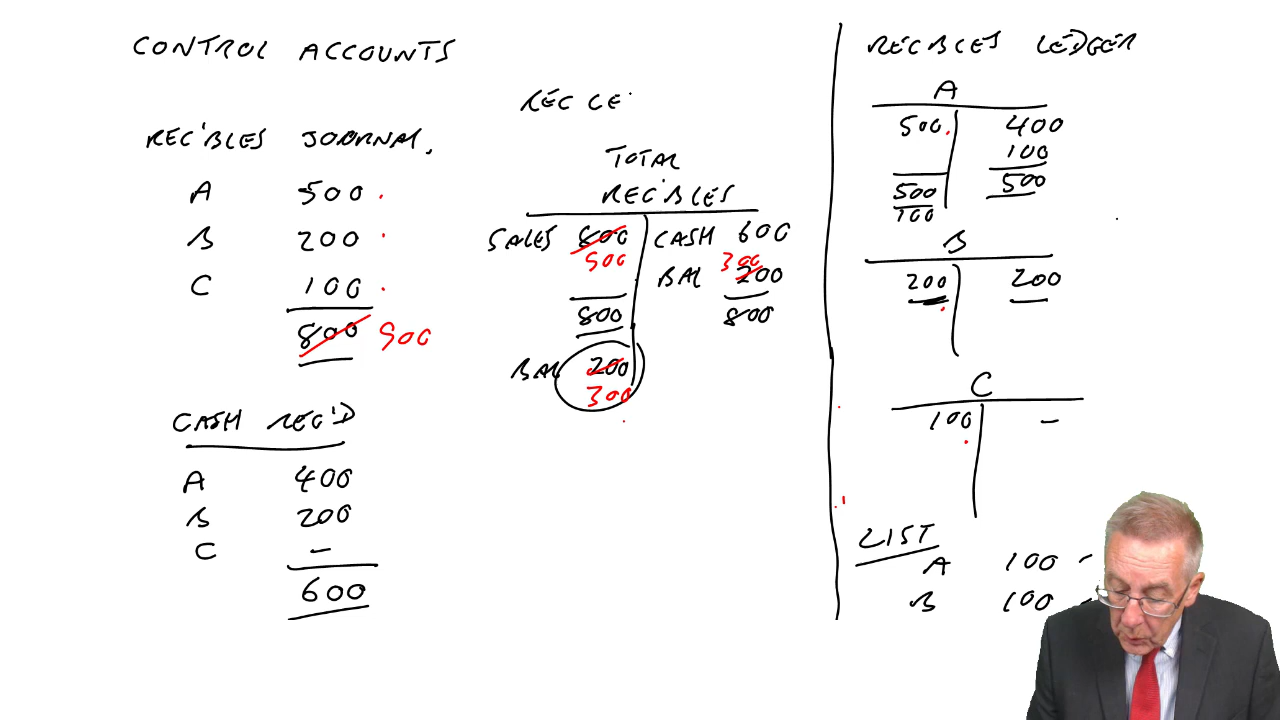 CONTROL ACCOUNTS
REC'BLES JOURNAL.
A 500
B 200
C 100
800 900
CASH REC'D
A 400
B 200
C -
600
REC CE
TOTAL
REC'BLES
SALES 800 CASH 600
900 300
BAL 200
800 800
BAL 200
300
RECBLES LEDGER
A
500 400
100
500 500
100
B
200 200
C
100 -
LIST
A 100 -
B 100 -